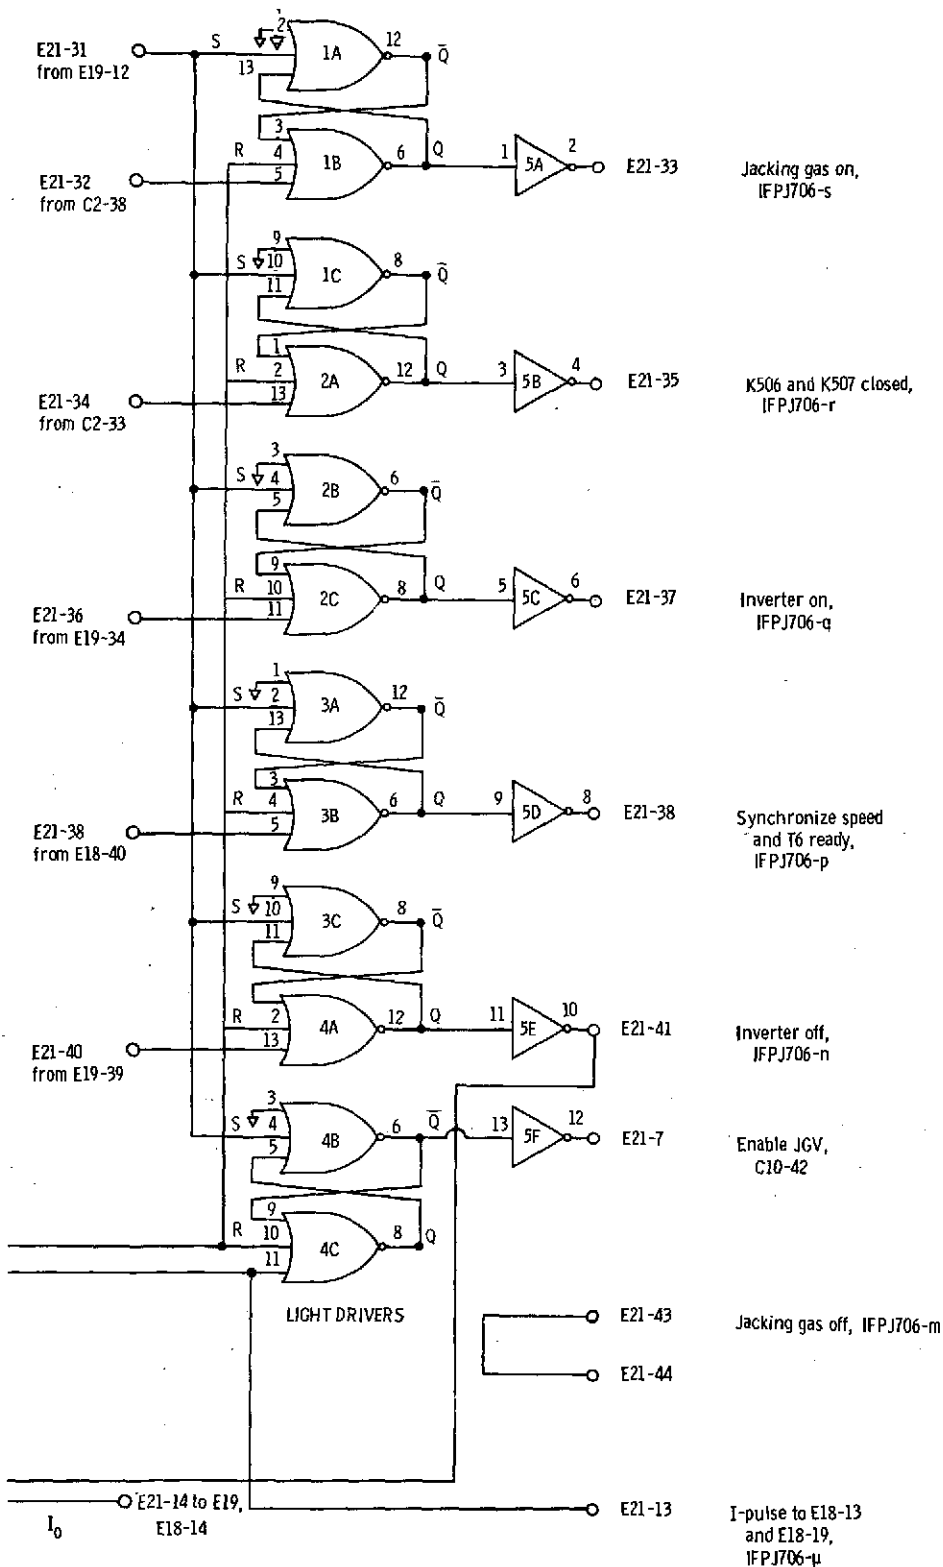 1
2
12
S
1A
Q̄
E21-31
from E19-12
13
3
6
R
4
Q
1
2
1B
5A
E21-33
Jacking gas on,
IFPJ706-s
5
E21-32
from C2-38
9
8
S
10
1C
Q̄
11
1
R
2
12
Q
3
4
2A
5B
E21-35
K506 and K507 closed,
IFPJ706-r
13
E21-34
from C2-33
3
6
S
4
2B
Q̄
5
9
R
10
8
Q
5
6
2C
5C
E21-37
Inverter on,
IFPJ706-q
11
E21-36
from E19-34
1
12
S
2
3A
Q̄
13
3
R
4
6
Q
9
8
3B
5D
E21-38
Synchronize speed
and T6 ready,
IFPJ706-p
5
E21-38
from E18-40
9
8
S
10
3C
Q̄
11
R
2
12
Q
11
10
4A
5E
E21-41
Inverter off,
IFPJ706-n
13
E21-40
from E19-39
3
6
Q̄
13
12
S
4
4B
5F
E21-7
Enable JGV,
C10-42
5
9
R
10
8
Q
4C
11
LIGHT DRIVERS
E21-43
Jacking gas off, IFPJ706-m
E21-44
E21-14 to E19,
E18-14
I₀
E21-13
I-pulse to E18-13
and E18-19,
IFPJ706-μ